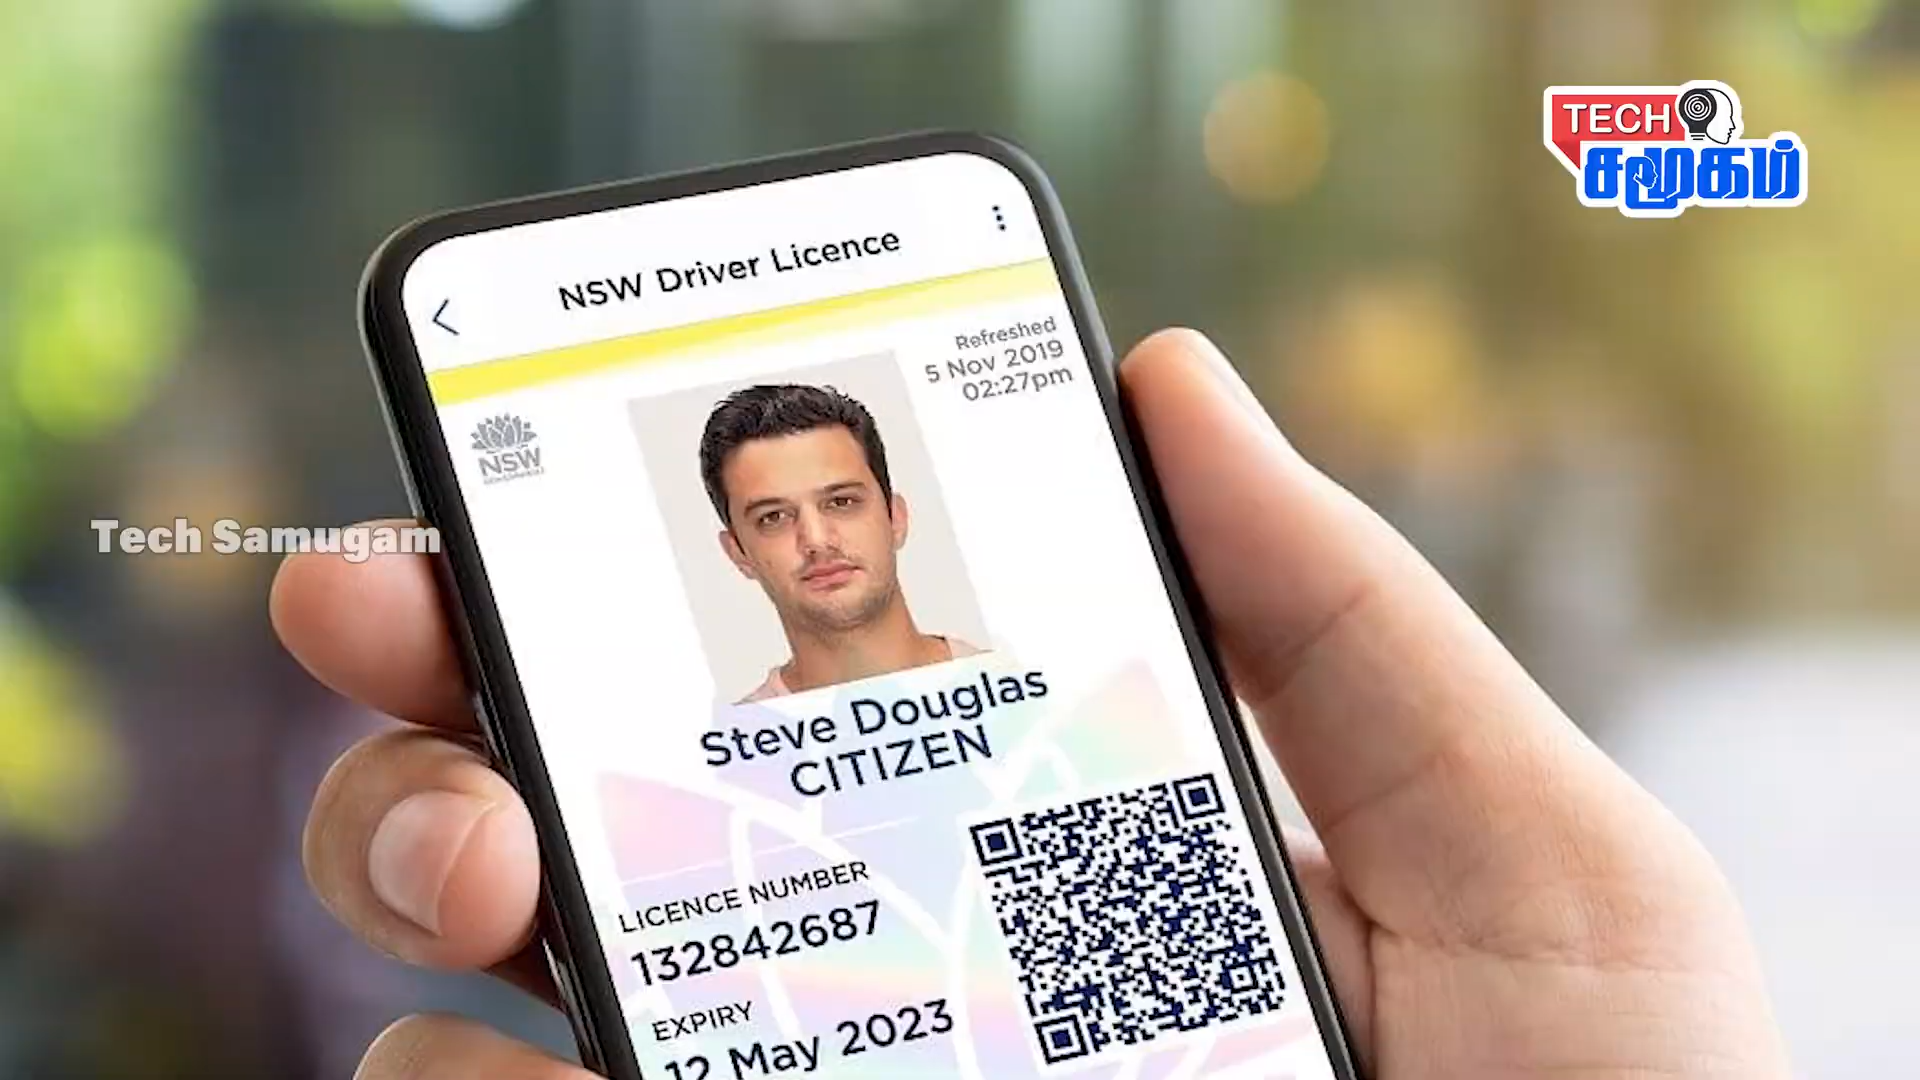 TECH
சமூகம்
NSW Driver Licence
Refreshed
5 Nov 2019
02:27pm
NSW
GOVERNMENT
Tech Samugam
Steve Douglas
CITIZEN
LICENCE NUMBER
132842687
EXPIRY
12 May 2023